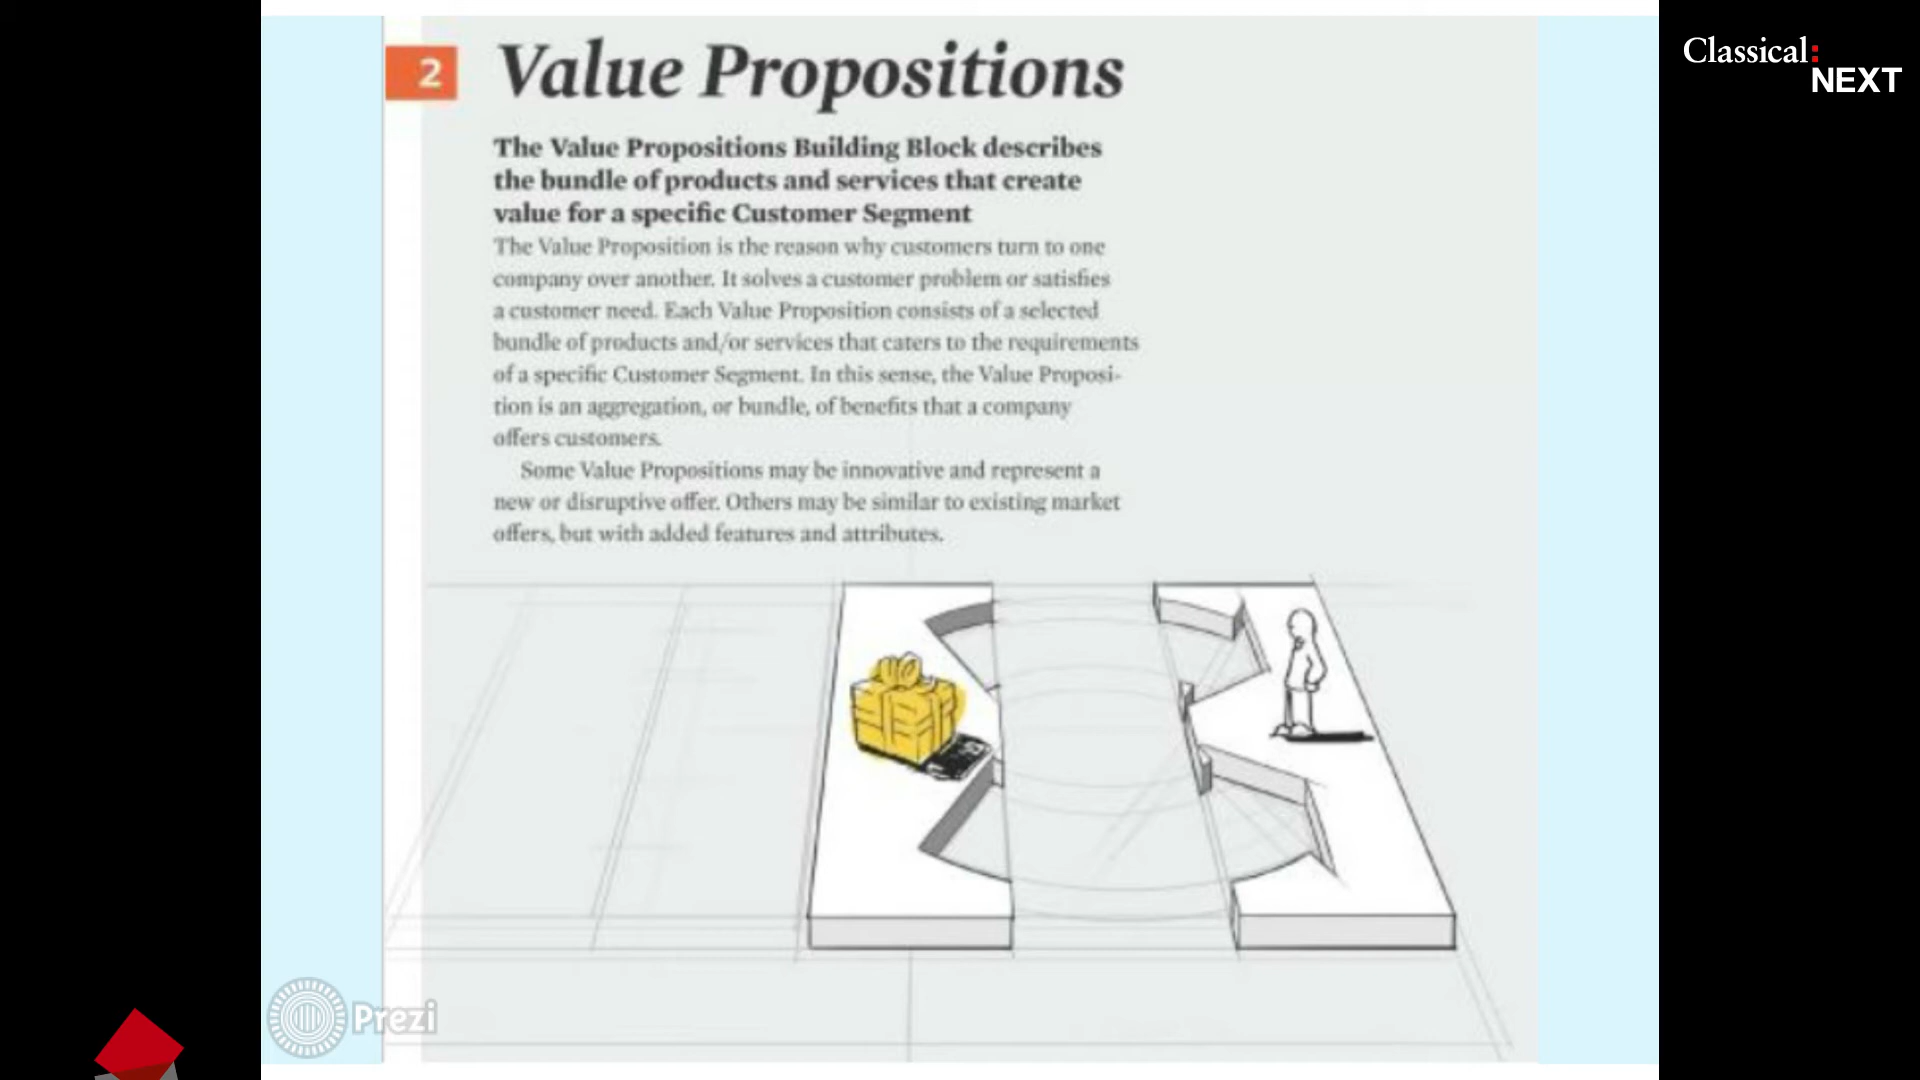 2
Value Propositions
The Value Propositions Building Block describes
the bundle of products and services that create
value for a specific Customer Segment
The Value Proposition is the reason why customers turn to one
company over another. It solves a customer problem or satisfies
a customer need. Each Value Proposition consists of a selected
bundle of products and/or services that caters to the requirements
of a specific Customer Segment. In this sense, the Value Proposi-
tion is an aggregation, or bundle, of benefits that a company
offers customers.
Some Value Propositions may be innovative and represent a
new or disruptive offer. Others may be similar to existing market
offers, but with added features and attributes.
Classical:
NEXT
Prezi